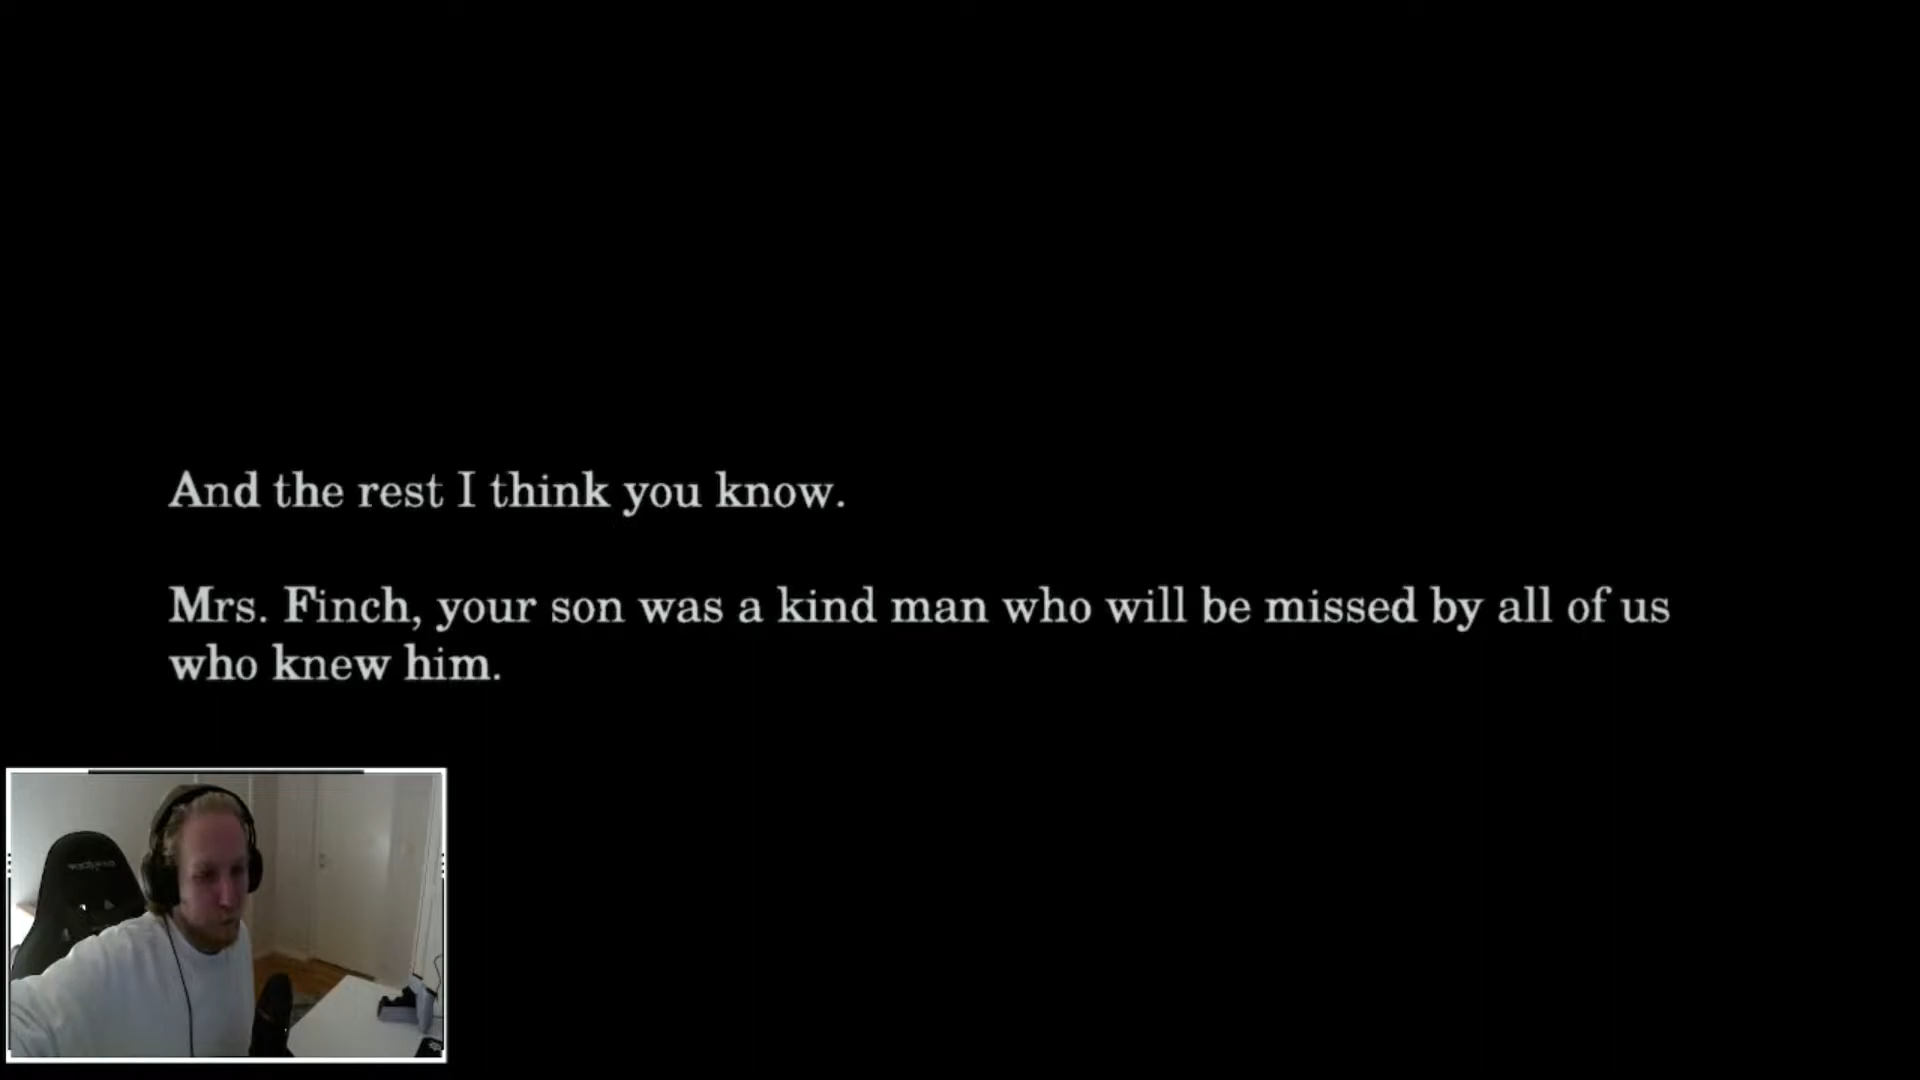 And the rest I think you know.
Mrs. Finch, your son was a kind man who will be missed by all of us
who knew him.